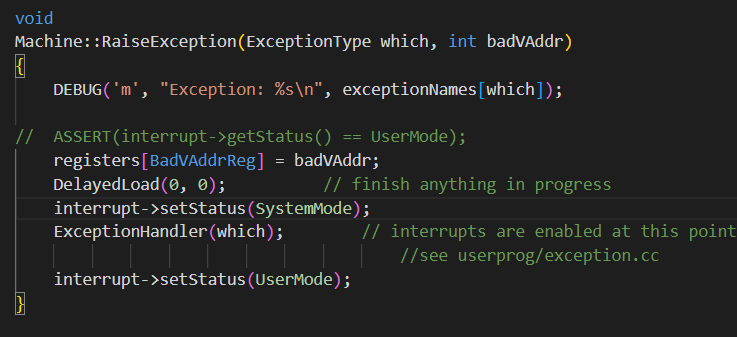 void
Machine::RaiseException(ExceptionType which, int badVAddr)
{
    DEBUG('m', "Exception: %s\n", exceptionNames[which]);

//  ASSERT(interrupt->getStatus() == UserMode);
    registers[BadVAddrReg] = badVAddr;
    DelayedLoad(0, 0);          // finish anything in progress
    interrupt->setStatus(SystemMode);
    ExceptionHandler(which);        // interrupts are enabled at this point
                                    //see userprog/exception.cc
    interrupt->setStatus(UserMode);
}